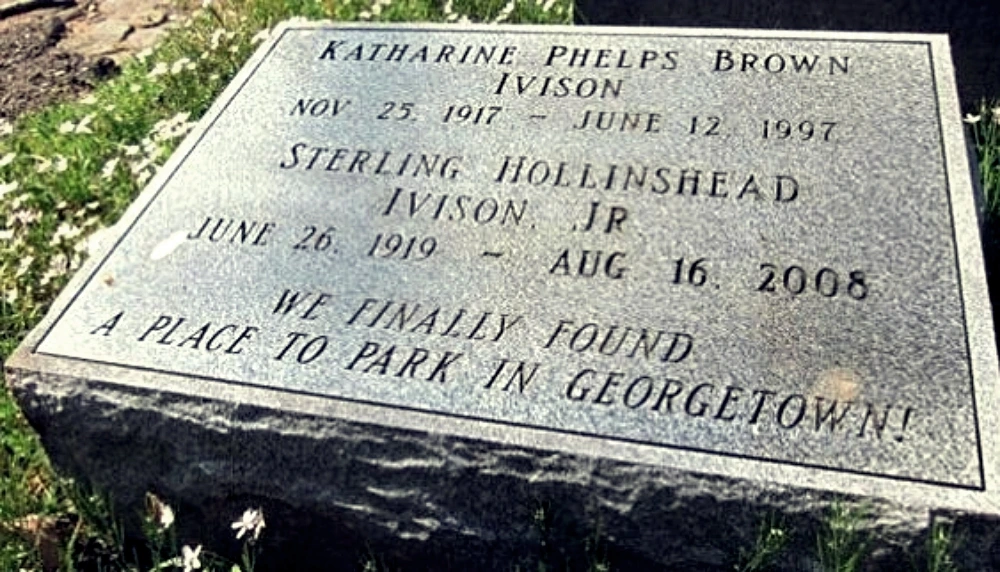 KATHARINE PHELPS BROWN
IVISON
NOV 25, 1917 – JUNE 12, 1997
STERLING HOLLINSHEAD
IVISON, JR.
JUNE 26, 1919 – AUG 16, 2008
WE FINALLY FOUND
A PLACE TO PARK IN GEORGETOWN!